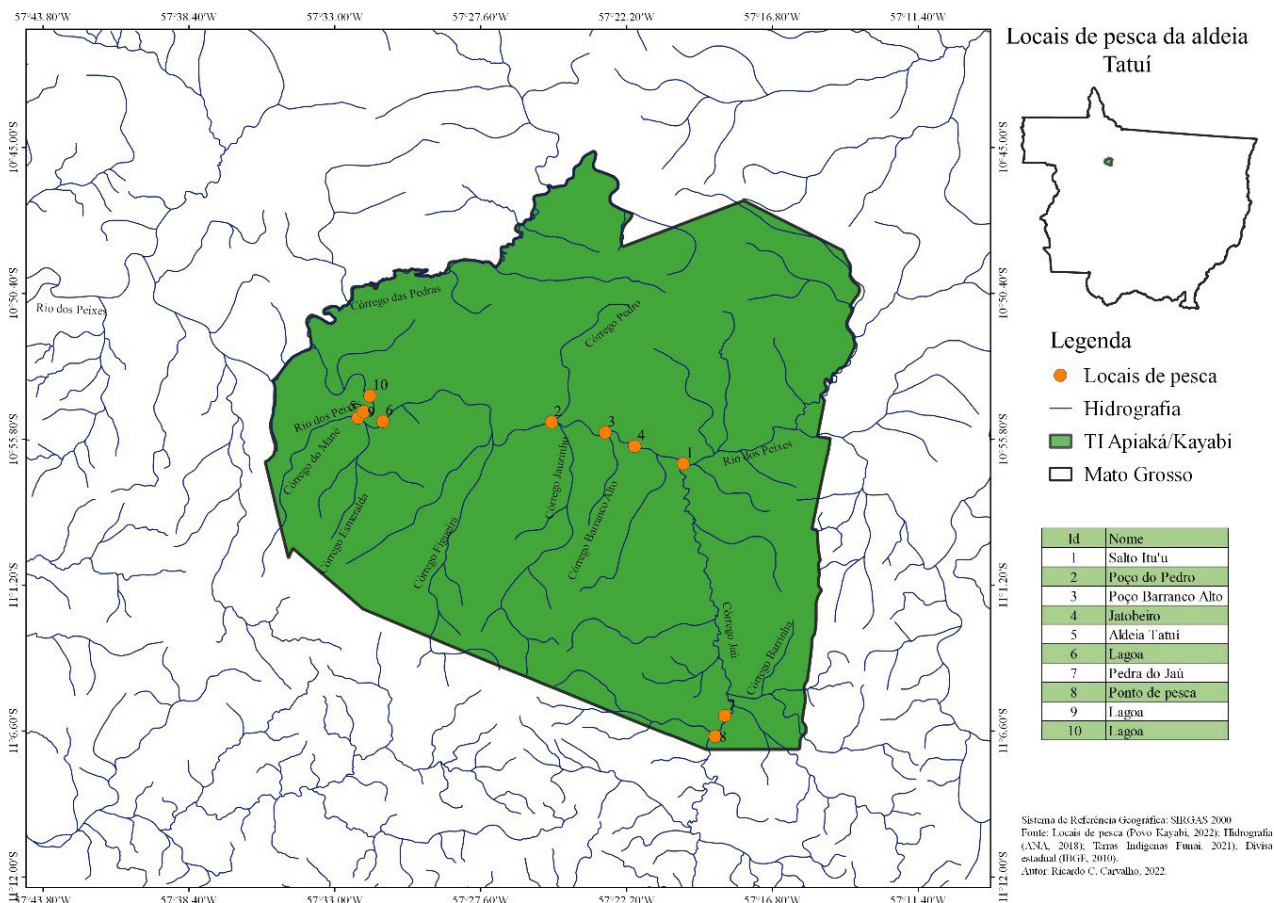 57°43.80'W 57°38.40'W 57°33.00'W 57°27.60'W 57°22.20'W 57°16.80'W 57°11.40'W
10°45.00'S
10°50.40'S
10°55.80'S
11°1.20'S
11°6.60'S
11°12.00'S
Rio dos Peixes
Córrego das Pedras
Córrego Pedro
10
5
9
6
Rio dos Peixes
2
3
4
1
Rio dos Peixes
Córrego do Mané
Córrego Esmeralda
Córrego Figueira
Córrego Jauzinho
Córrego Barranco Alto
Córrego Jaú
Córrego Barrinha
8
10°45.00'S
10°50.40'S
10°55.80'S
11°1.20'S
11°6.60'S
11°12.00'S
57°43.80'W 57°38.40'W 57°33.00'W 57°27.60'W 57°22.20'W 57°16.80'W 57°11.40'W
Locais de pesca da aldeia
Tatuí
Legenda
Locais de pesca
Hidrografia
TI Apiaká/Kayabi
Mato Grosso
Id Nome
1 Salto Itu'u
2 Poço do Pedro
3 Poço Barranco Alto
4 Jatobeiro
5 Aldeia Tatuí
6 Lagoa
7 Pedra do Jaú
8 Ponto de pesca
9 Lagoa
10 Lagoa
Sistema de Referência Geográfica: SIRGAS 2000
Fonte: Locais de pesca (Povo Kayabi, 2022); Hidrografia
(ANA, 2018); Terras Indígenas Funai, 2021); Divisa
estadual (IBGE, 2010).
Autor: Ricardo C. Carvalho, 2022.